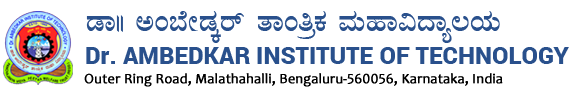 ಡಾ॥ ಅಂಬೇಡ್ಕರ್ ತಾಂತ್ರಿಕ ಮಹಾವಿದ್ಯಾಲಯ
Dr. AMBEDKAR INSTITUTE OF TECHNOLOGY
Outer Ring Road, Malathahalli, Bengaluru-560056, Karnataka, India